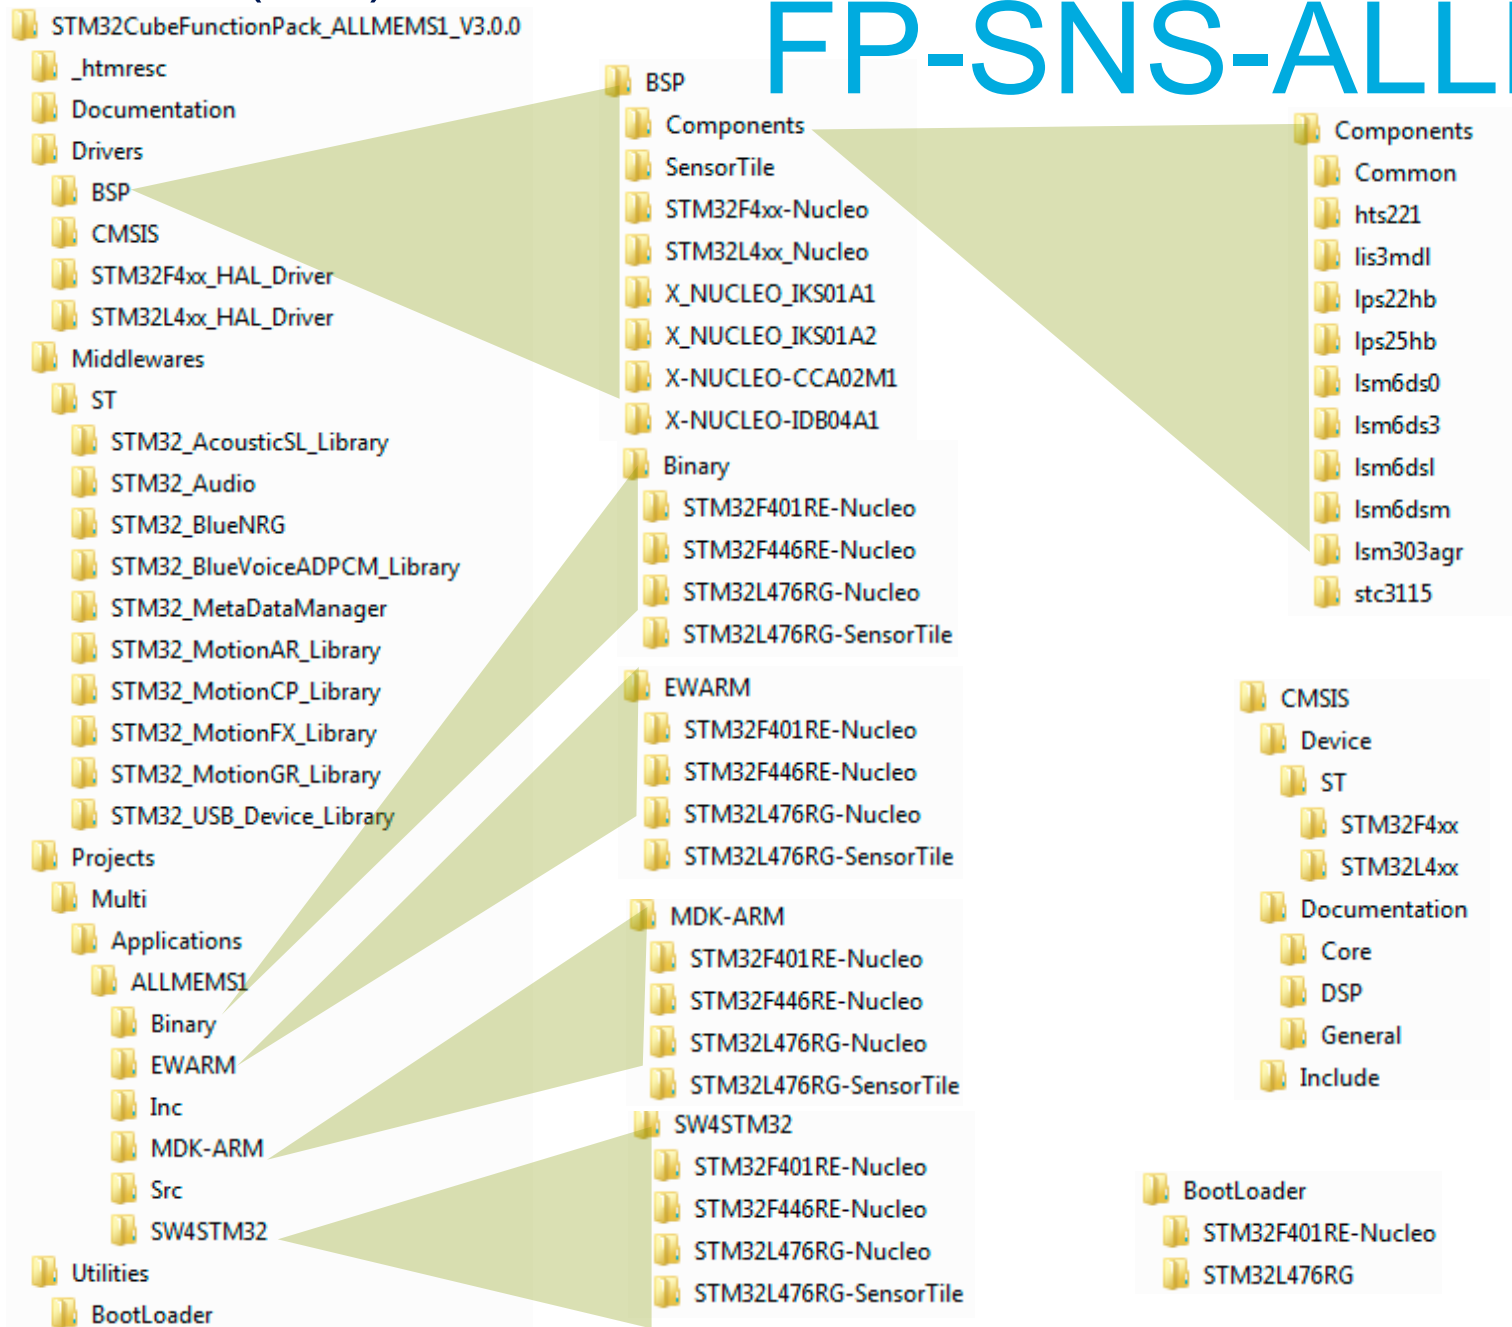 FP-SNS-ALL
STM32CubeFunctionPack_ALLMEMS1_V3.0.0
_htmresc
Documentation
Drivers
BSP
CMSIS
STM32F4xx_HAL_Driver
STM32L4xx_HAL_Driver
Middlewares
ST
STM32_AcousticSL_Library
STM32_Audio
STM32_BlueNRG
STM32_BlueVoiceADPCM_Library
STM32_MetaDataManager
STM32_MotionAR_Library
STM32_MotionCP_Library
STM32_MotionFX_Library
STM32_MotionGR_Library
STM32_USB_Device_Library
Projects
Multi
Applications
ALLMEMS1
Binary
EWARM
Inc
MDK-ARM
Src
SW4STM32
Utilities
BootLoader
BSP
Components
SensorTile
STM32F4xx-Nucleo
STM32L4xx_Nucleo
X_NUCLEO_IKS01A1
X_NUCLEO_IKS01A2
X-NUCLEO-CCA02M1
X-NUCLEO-IDB04A1
Binary
STM32F401RE-Nucleo
STM32F446RE-Nucleo
STM32L476RG-Nucleo
STM32L476RG-SensorTile
EWARM
STM32F401RE-Nucleo
STM32F446RE-Nucleo
STM32L476RG-Nucleo
STM32L476RG-SensorTile
MDK-ARM
STM32F401RE-Nucleo
STM32F446RE-Nucleo
STM32L476RG-Nucleo
STM32L476RG-SensorTile
SW4STM32
STM32F401RE-Nucleo
STM32F446RE-Nucleo
STM32L476RG-Nucleo
STM32L476RG-SensorTile
Components
Common
hts221
lis3mdl
lps22hb
lps25hb
lsm6ds0
lsm6ds3
lsm6dsl
lsm6dsm
lsm303agr
stc3115
CMSIS
Device
ST
STM32F4xx
STM32L4xx
Documentation
Core
DSP
General
Include
BootLoader
STM32F401RE-Nucleo
STM32L476RG